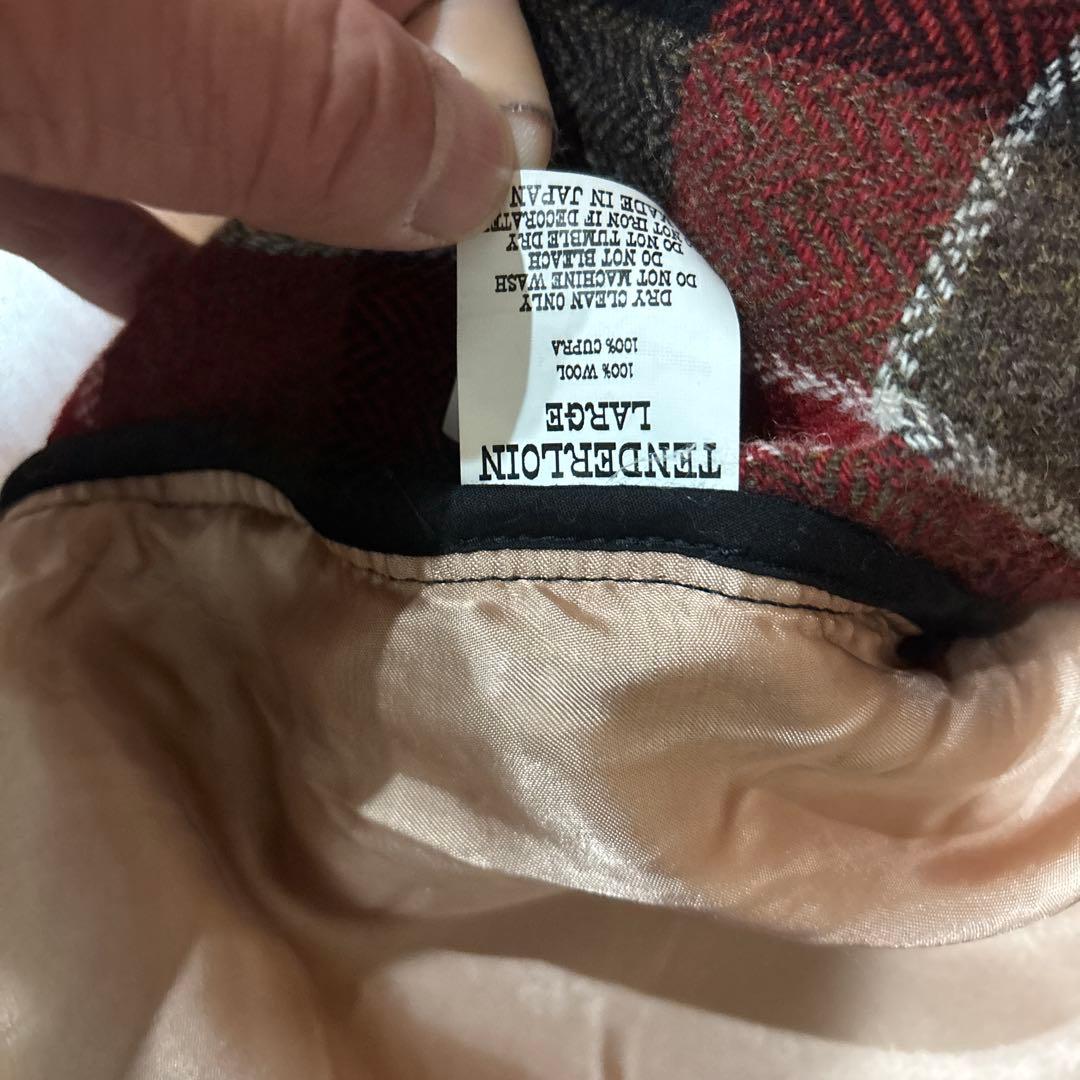 TENDERLOIN
LARGE
100% WOOL
100% CUPRA
DRY CLEAN ONLY
DO NOT MACHINE WASH
DO NOT BLEACH
DO NOT TUMBLE DRY
NOT IRON IF
MADE IN JAPAN